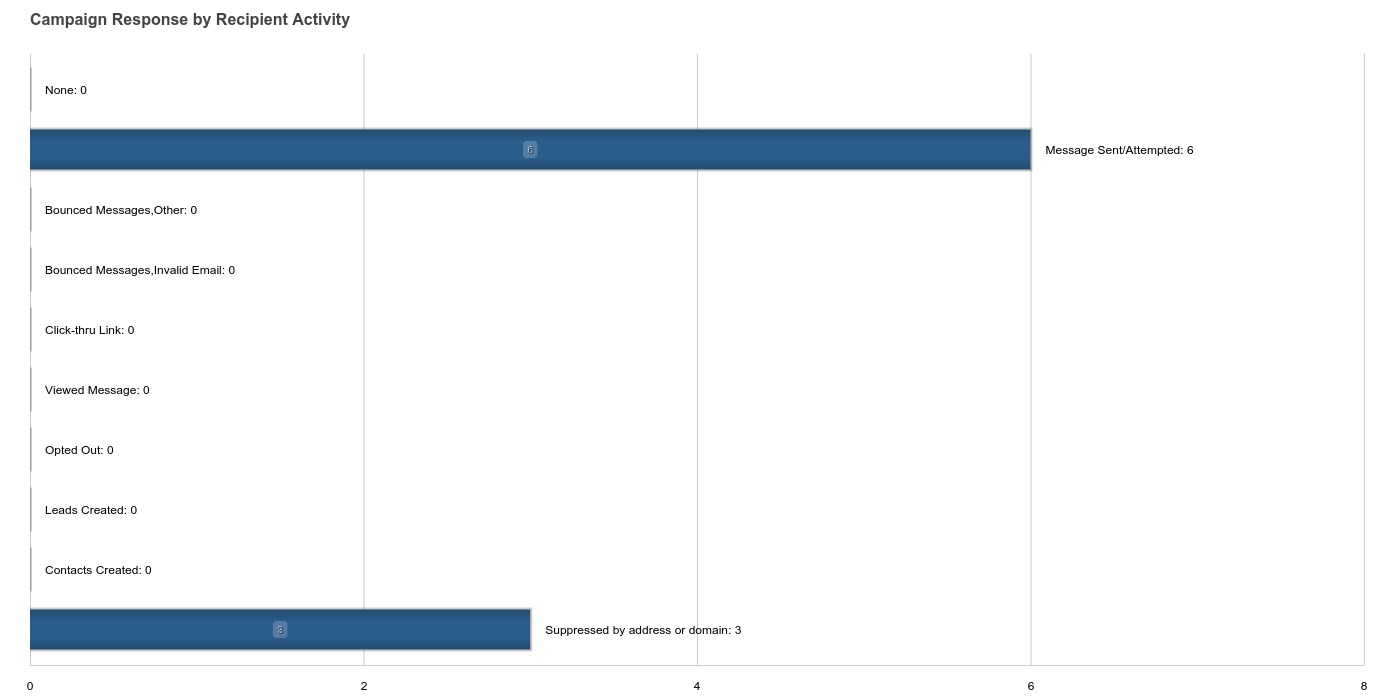 Campaign Response by Recipient Activity
None: 0
6
Message Sent/Attempted: 6
Bounced Messages,Other: 0
Bounced Messages,Invalid Email: 0
Click-thru Link: 0
Viewed Message: 0
Opted Out: 0
Leads Created: 0
Contacts Created: 0
3
Suppressed by address or domain: 3
0 2 4 6 8